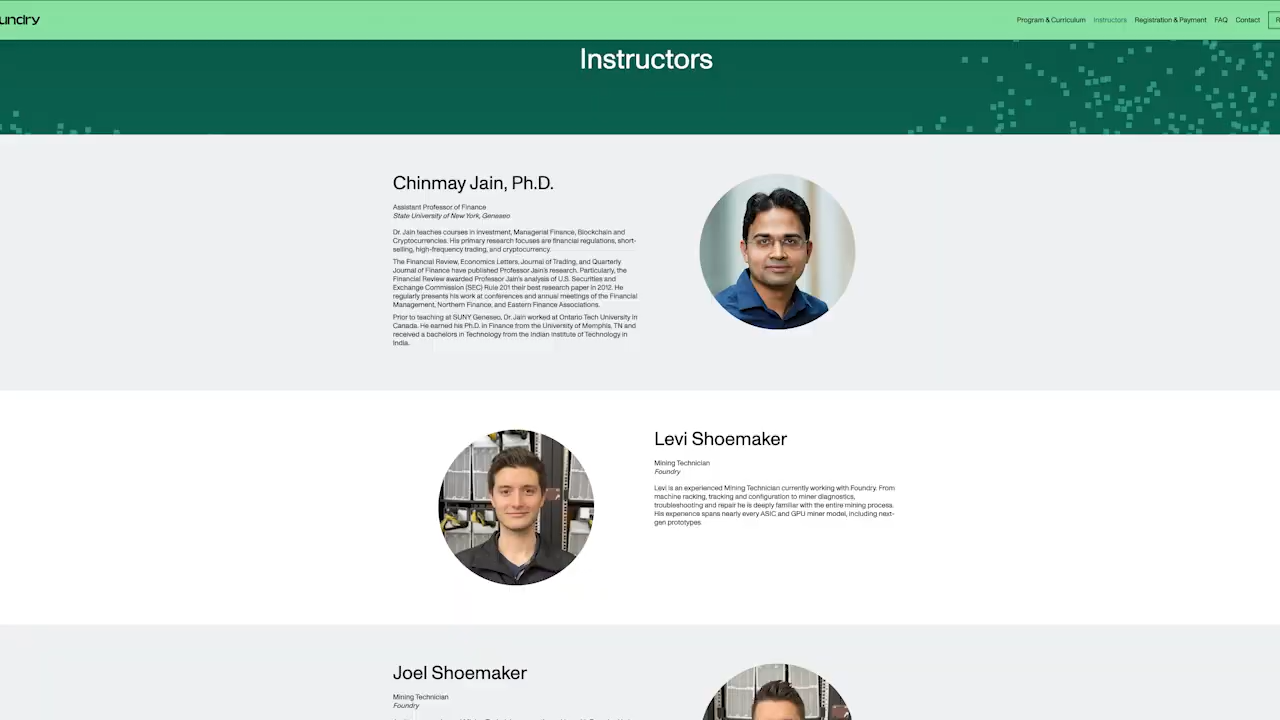 undry
Program & Curriculum Instructors Registration & Payment FAQ Contact
Instructors
Chinmay Jain, Ph.D.
Assistant Professor of Finance
State University of New York, Geneseo
Dr. Jain teaches courses in Investment, Managerial Finance, Blockchain and
Cryptocurrencies. His primary research focuses are financial regulations, short-
selling, high-frequency trading, and cryptocurrency.
The Financial Review, Economics Letters, Journal of Trading, and Quarterly
Journal of Finance have published Professor Jain's research. Particularly, the
Financial Review awarded Professor Jain's analysis of U.S. Securities and
Exchange Commission (SEC) Rule 201 their best research paper in 2012. He
regularly presents his work at conferences and annual meetings of the Financial
Management, Northern Finance, and Eastern Finance Associations.
Prior to teaching at SUNY Geneseo, Dr. Jain worked at Ontario Tech University in
Canada. He earned his Ph.D. in Finance from the University of Memphis, TN and
received a bachelors in Technology from the Indian Institute of Technology in
India.
Levi Shoemaker
Mining Technician
Foundry
Levi is an experienced Mining Technician currently working with Foundry. From
machine racking, tracking and configuration to miner diagnostics,
troubleshooting and repair he is deeply familiar with the entire mining process.
His experience spans nearly every ASIC and GPU miner model, including next-
gen prototypes.
Joel Shoemaker
Mining Technician
Foundry